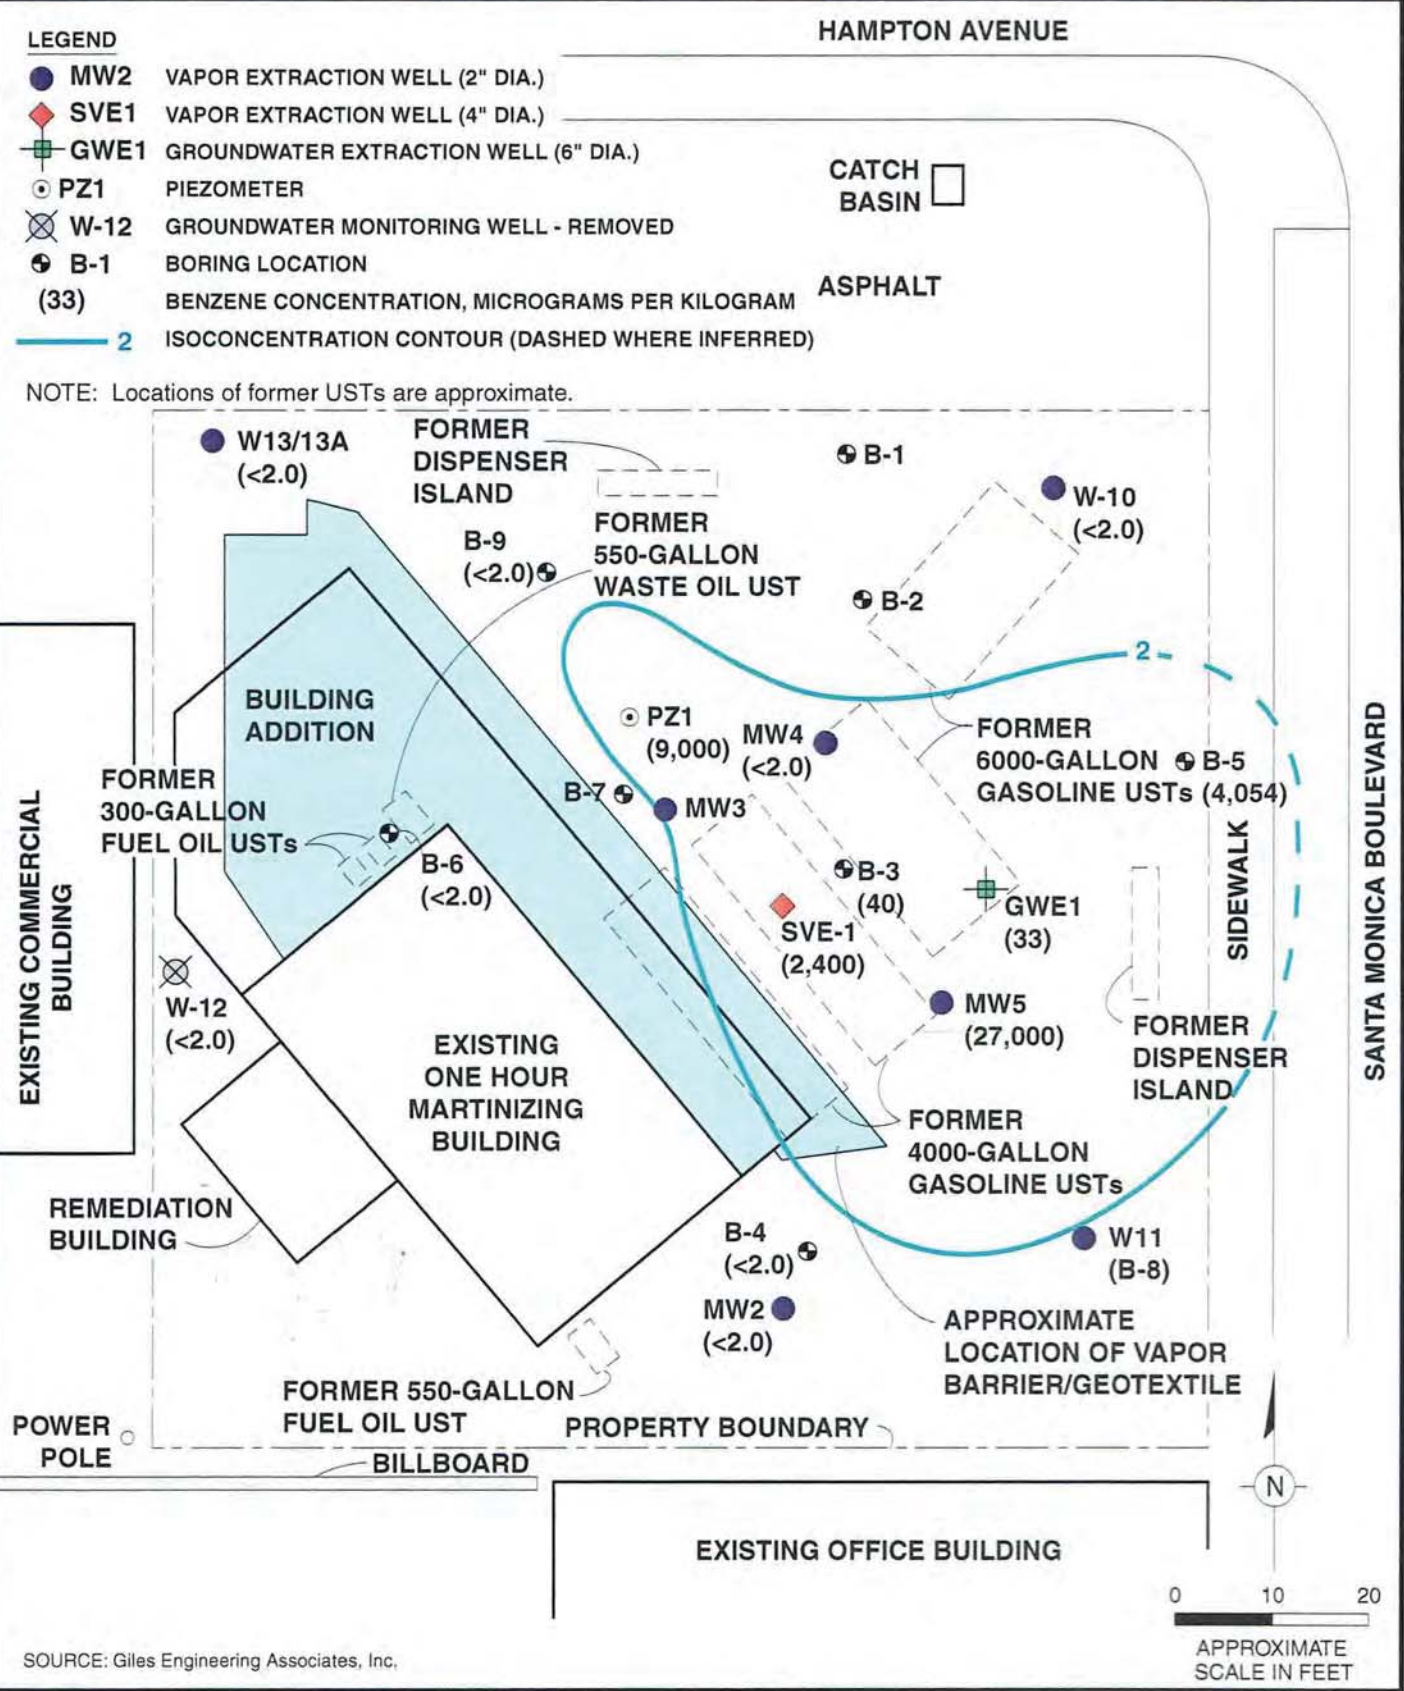 HAMPTON AVENUE
LEGEND
MW2 VAPOR EXTRACTION WELL (2" DIA.)
SVE1 VAPOR EXTRACTION WELL (4" DIA.)
GWE1 GROUNDWATER EXTRACTION WELL (6" DIA.)
PZ1 PIEZOMETER
W-12 GROUNDWATER MONITORING WELL - REMOVED
B-1 BORING LOCATION
(33) BENZENE CONCENTRATION, MICROGRAMS PER KILOGRAM
2 ISOCONCENTRATION CONTOUR (DASHED WHERE INFERRED)
NOTE: Locations of former USTs are approximate.
CATCH
BASIN
ASPHALT
W13/13A
(<2.0)
FORMER
DISPENSER
ISLAND
B-1
W-10
(<2.0)
B-9
(<2.0)
FORMER
550-GALLON
WASTE OIL UST
B-2
2
BUILDING
ADDITION
PZ1
(9,000)
MW4
(<2.0)
FORMER
6000-GALLON
GASOLINE USTs
B-5
(4,054)
FORMER
300-GALLON
FUEL OIL USTs
B-7
MW3
B-6
(<2.0)
B-3
(40)
SVE-1
(2,400)
GWE1
(33)
SIDEWALK
SANTA MONICA BOULEVARD
EXISTING COMMERCIAL
BUILDING
W-12
(<2.0)
MW5
(27,000)
FORMER
DISPENSER
ISLAND
EXISTING
ONE HOUR
MARTINIZING
BUILDING
FORMER
4000-GALLON
GASOLINE USTs
REMEDIATION
BUILDING
B-4
(<2.0)
W11
(B-8)
MW2
(<2.0)
APPROXIMATE
LOCATION OF VAPOR
BARRIER/GEOTEXTILE
FORMER 550-GALLON
FUEL OIL UST
PROPERTY BOUNDARY
POWER
POLE
BILLBOARD
N
EXISTING OFFICE BUILDING
0 10 20
APPROXIMATE
SCALE IN FEET
SOURCE: Giles Engineering Associates, Inc.